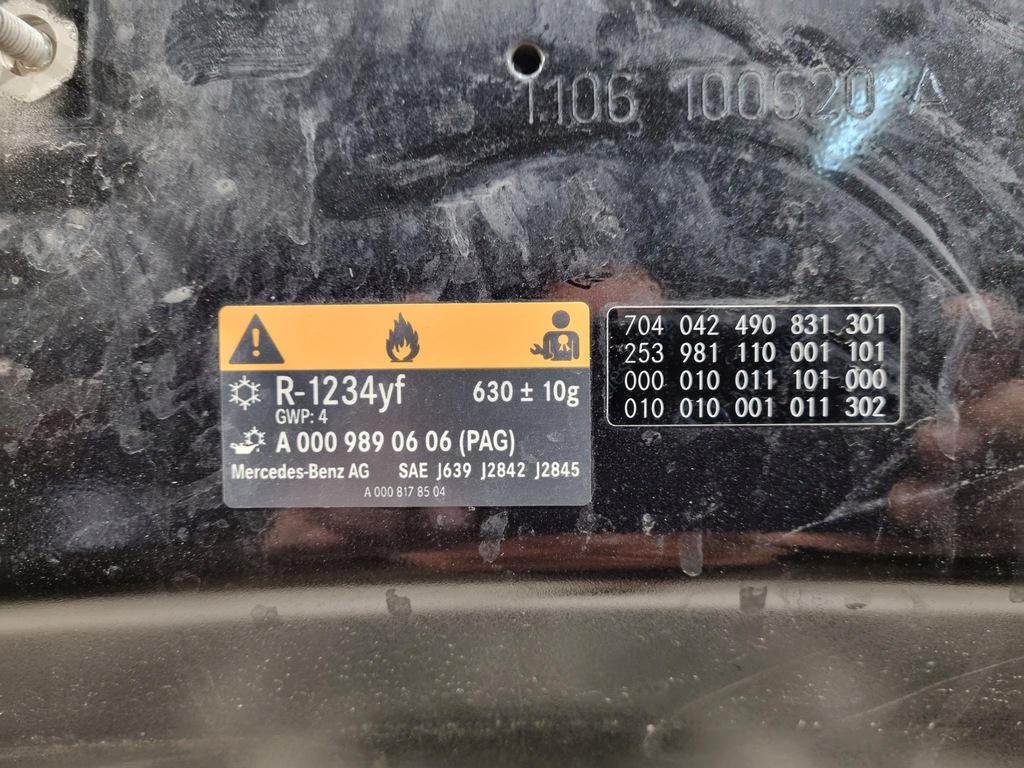 1106 100620 A
R-1234yf 630 ± 10g
GWP: 4
A 000 989 06 06 (PAG)
Mercedes-Benz AG SAE J639 J2842 J2845
A 000 817 85 04
704 042 490 831 301
253 981 110 001 101
000 010 011 101 000
010 010 001 011 302